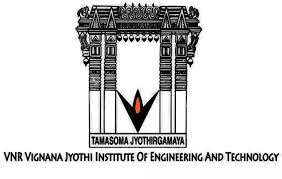 TAMASOMA JYOTHIRGAMAYA
VNR VIGNANA JYOTHI INSTITUTE OF ENGINEERING AND TECHNOLOGY